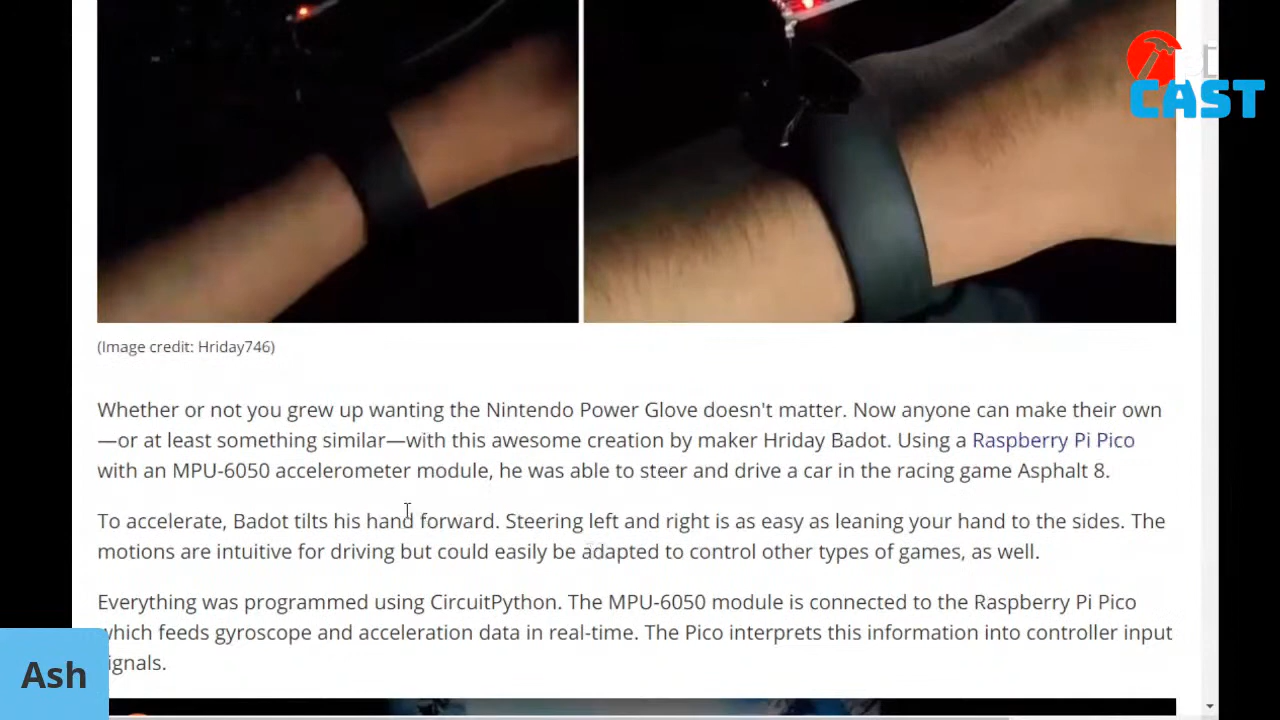 CAST
(Image credit: Hriday746)
Whether or not you grew up wanting the Nintendo Power Glove doesn't matter. Now anyone can make their own
—or at least something similar—with this awesome creation by maker Hriday Badot. Using a Raspberry Pi Pico
with an MPU-6050 accelerometer module, he was able to steer and drive a car in the racing game Asphalt 8.
To accelerate, Badot tilts his hand forward. Steering left and right is as easy as leaning your hand to the sides. The
motions are intuitive for driving but could easily be adapted to control other types of games, as well.
Everything was programmed using CircuitPython. The MPU-6050 module is connected to the Raspberry Pi Pico
which feeds gyroscope and acceleration data in real-time. The Pico interprets this information into controller input
ignals.
Ash